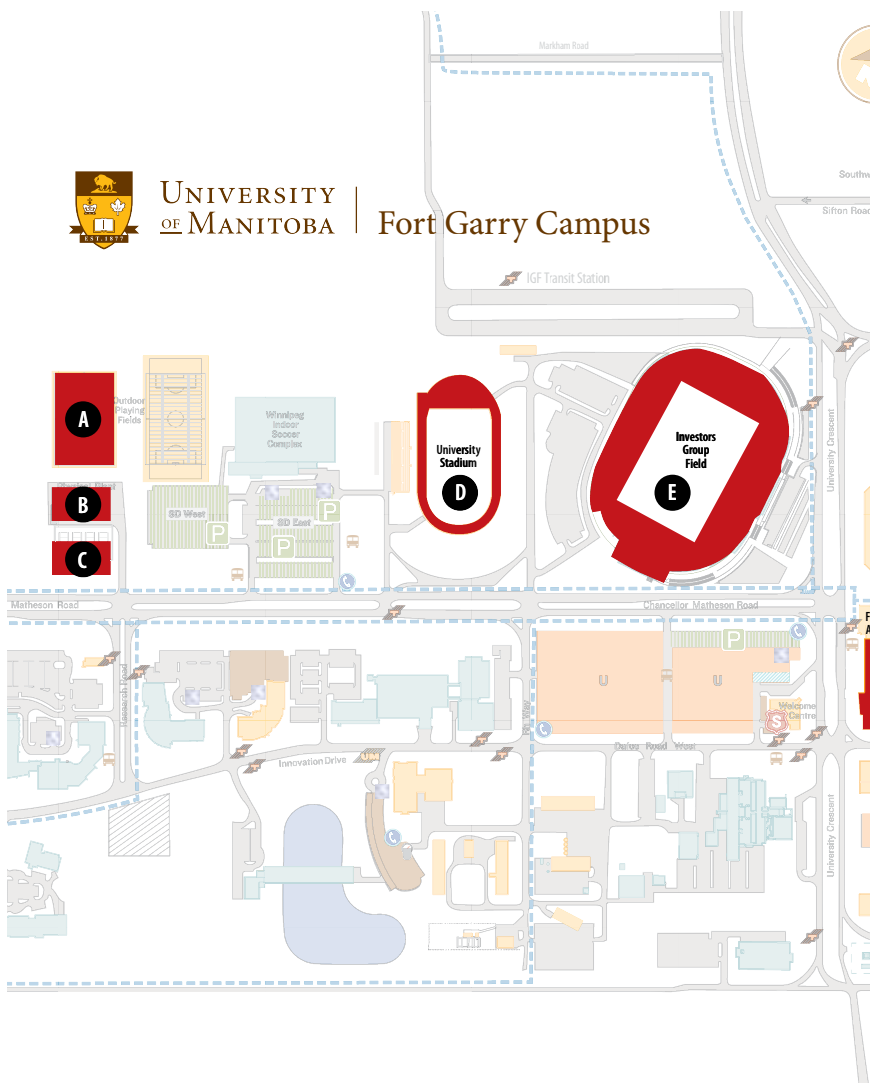 Markham Road
Southw
Sifton Road
UNIVERSITY
OF MANITOBA
EST. 1877
Fort Garry Campus
IGF Transit Station
A
Outdoor
Playing
Fields
Winnipeg
Indoor
Soccer
Complex
University
Stadium
D
Investors
Group
Field
E
University Crescent
B
SD West
P
SD East
P
P
C
Matheson Road
Chancellor Matheson Road
F
A
P
Research Road
U
U
Welcome
Centre
S
Innovation Drive
UM
Dafoe Road West
University Crescent